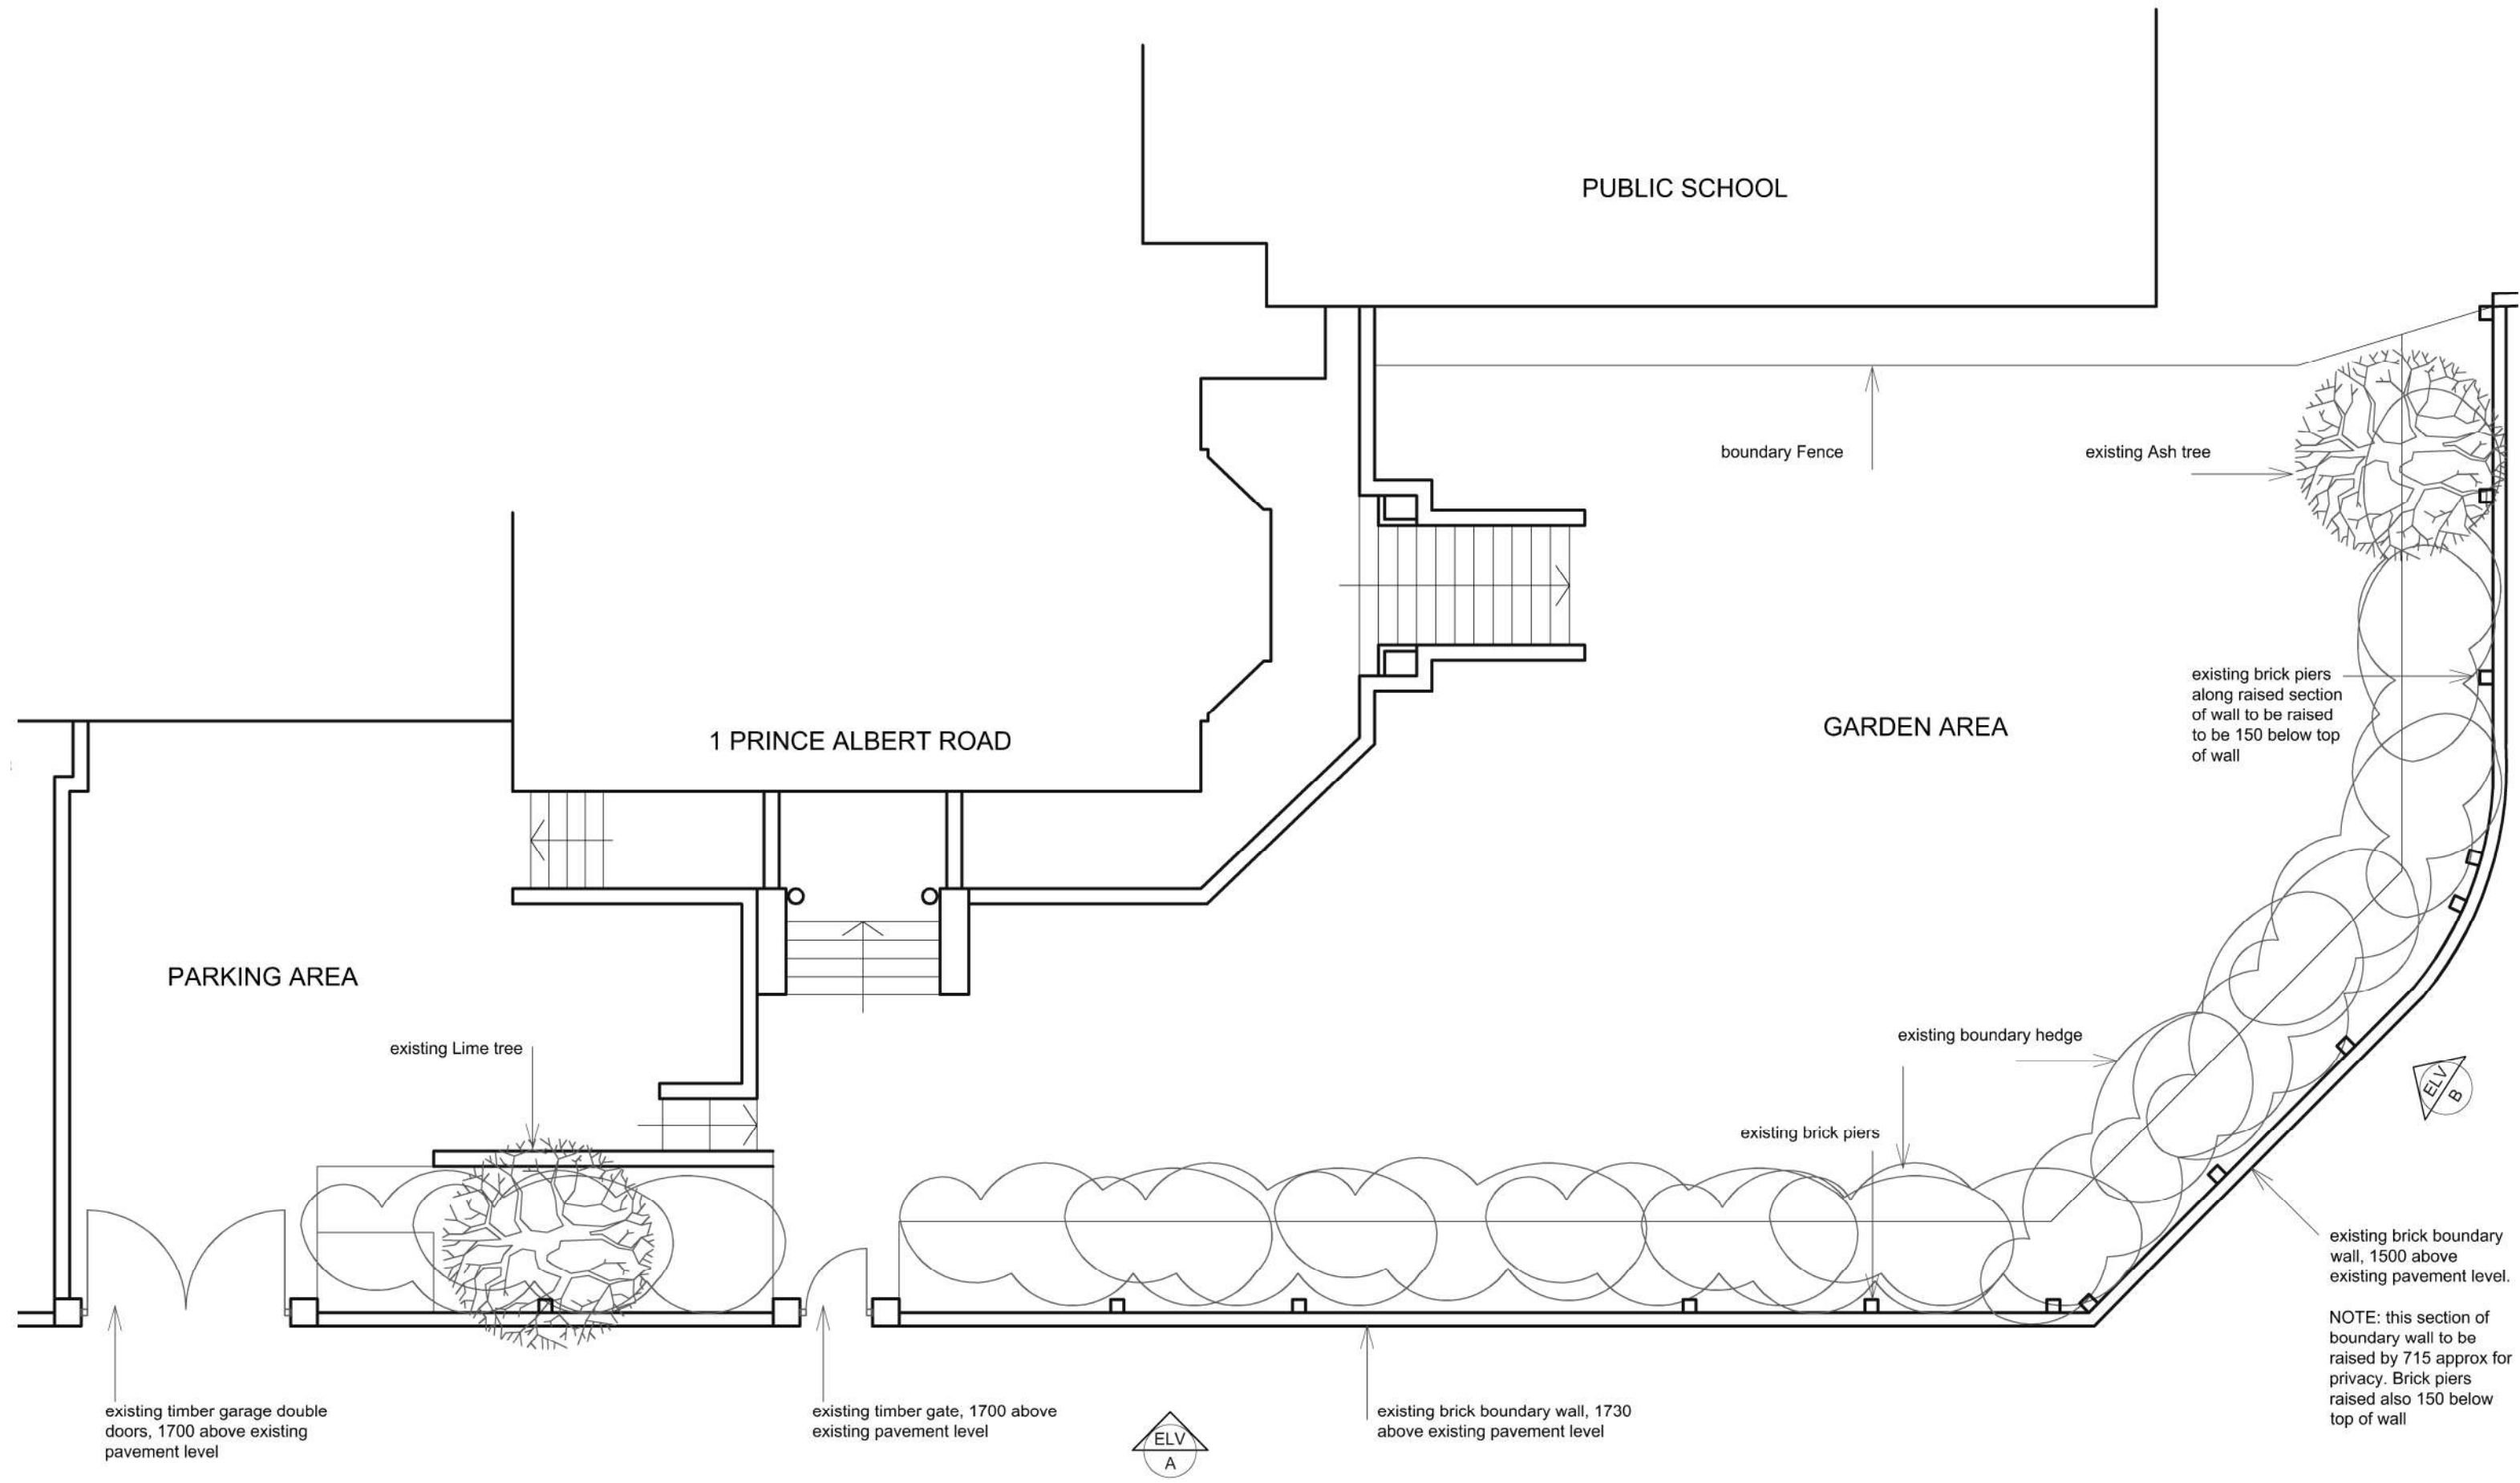 PUBLIC SCHOOL
boundary Fence
existing Ash tree
existing brick piers
along raised section
of wall to be raised
to be 150 below top
of wall
GARDEN AREA
1 PRINCE ALBERT ROAD
PARKING AREA
existing Lime tree
existing boundary hedge
existing brick piers
ELV
B
existing brick boundary
wall, 1500 above
existing pavement level.
NOTE: this section of
boundary wall to be
raised by 715 approx for
privacy. Brick piers
raised also 150 below
top of wall
existing timber garage double
doors, 1700 above existing
pavement level
existing timber gate, 1700 above
existing pavement level
ELV
A
existing brick boundary wall, 1730
above existing pavement level